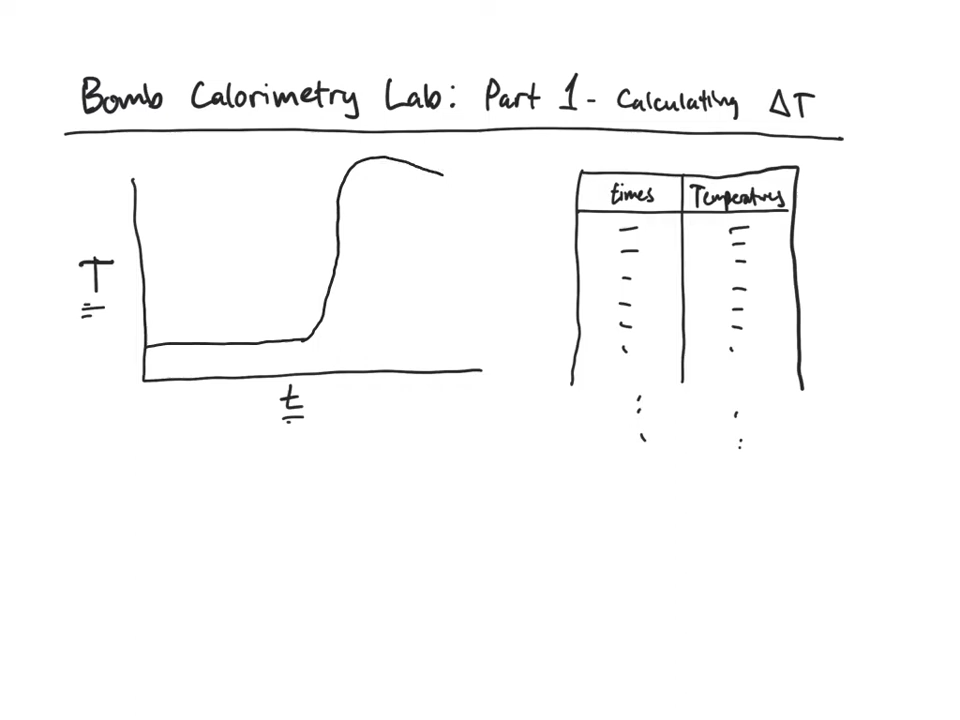 Bomb Calorimetry Lab: Part 1 - Calculating ΔT
times Temperatures
T
t